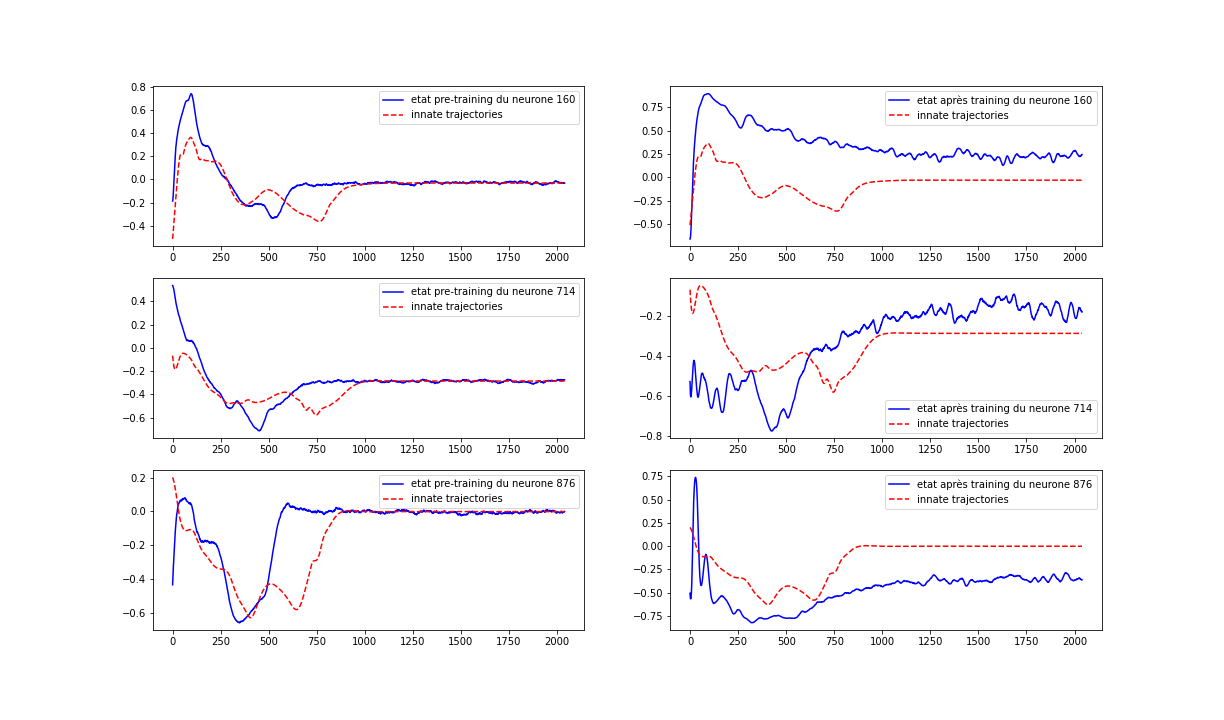 etat pre-training du neurone 160
innate trajectories
0.8
0.6
0.4
0.2
0.0
−0.2
−0.4
0 250 500 750 1000 1250 1500 1750 2000
etat après training du neurone 160
innate trajectories
0.75
0.50
0.25
0.00
−0.25
−0.50
0 250 500 750 1000 1250 1500 1750 2000
etat pre-training du neurone 714
innate trajectories
0.4
0.2
0.0
−0.2
−0.4
−0.6
0 250 500 750 1000 1250 1500 1750 2000
−0.2
−0.4
−0.6
−0.8
etat après training du neurone 714
innate trajectories
0 250 500 750 1000 1250 1500 1750 2000
etat pre-training du neurone 876
innate trajectories
0.2
0.0
−0.2
−0.4
−0.6
0 250 500 750 1000 1250 1500 1750 2000
etat après training du neurone 876
innate trajectories
0.75
0.50
0.25
0.00
−0.25
−0.50
−0.75
0 250 500 750 1000 1250 1500 1750 2000